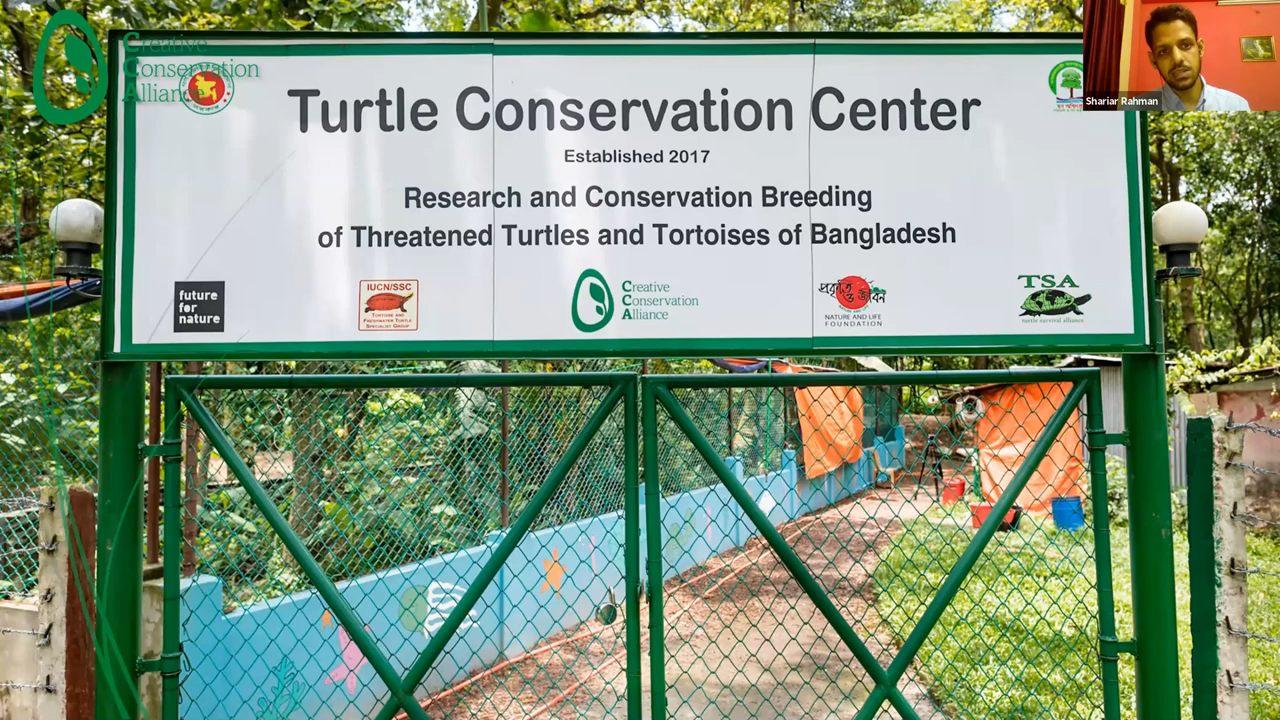 Creative
Conservation
Alliance
Shariar Rahman
Turtle Conservation Center
Established 2017
Research and Conservation Breeding
of Threatened Turtles and Tortoises of Bangladesh
future
for
nature
IUCN/SSC
Tortoise and
Freshwater Turtle
Specialist Group
Creative
Conservation
Alliance
প্রকৃতি ও জীবন
NATURE AND LIFE
FOUNDATION
TSA
turtle survival alliance